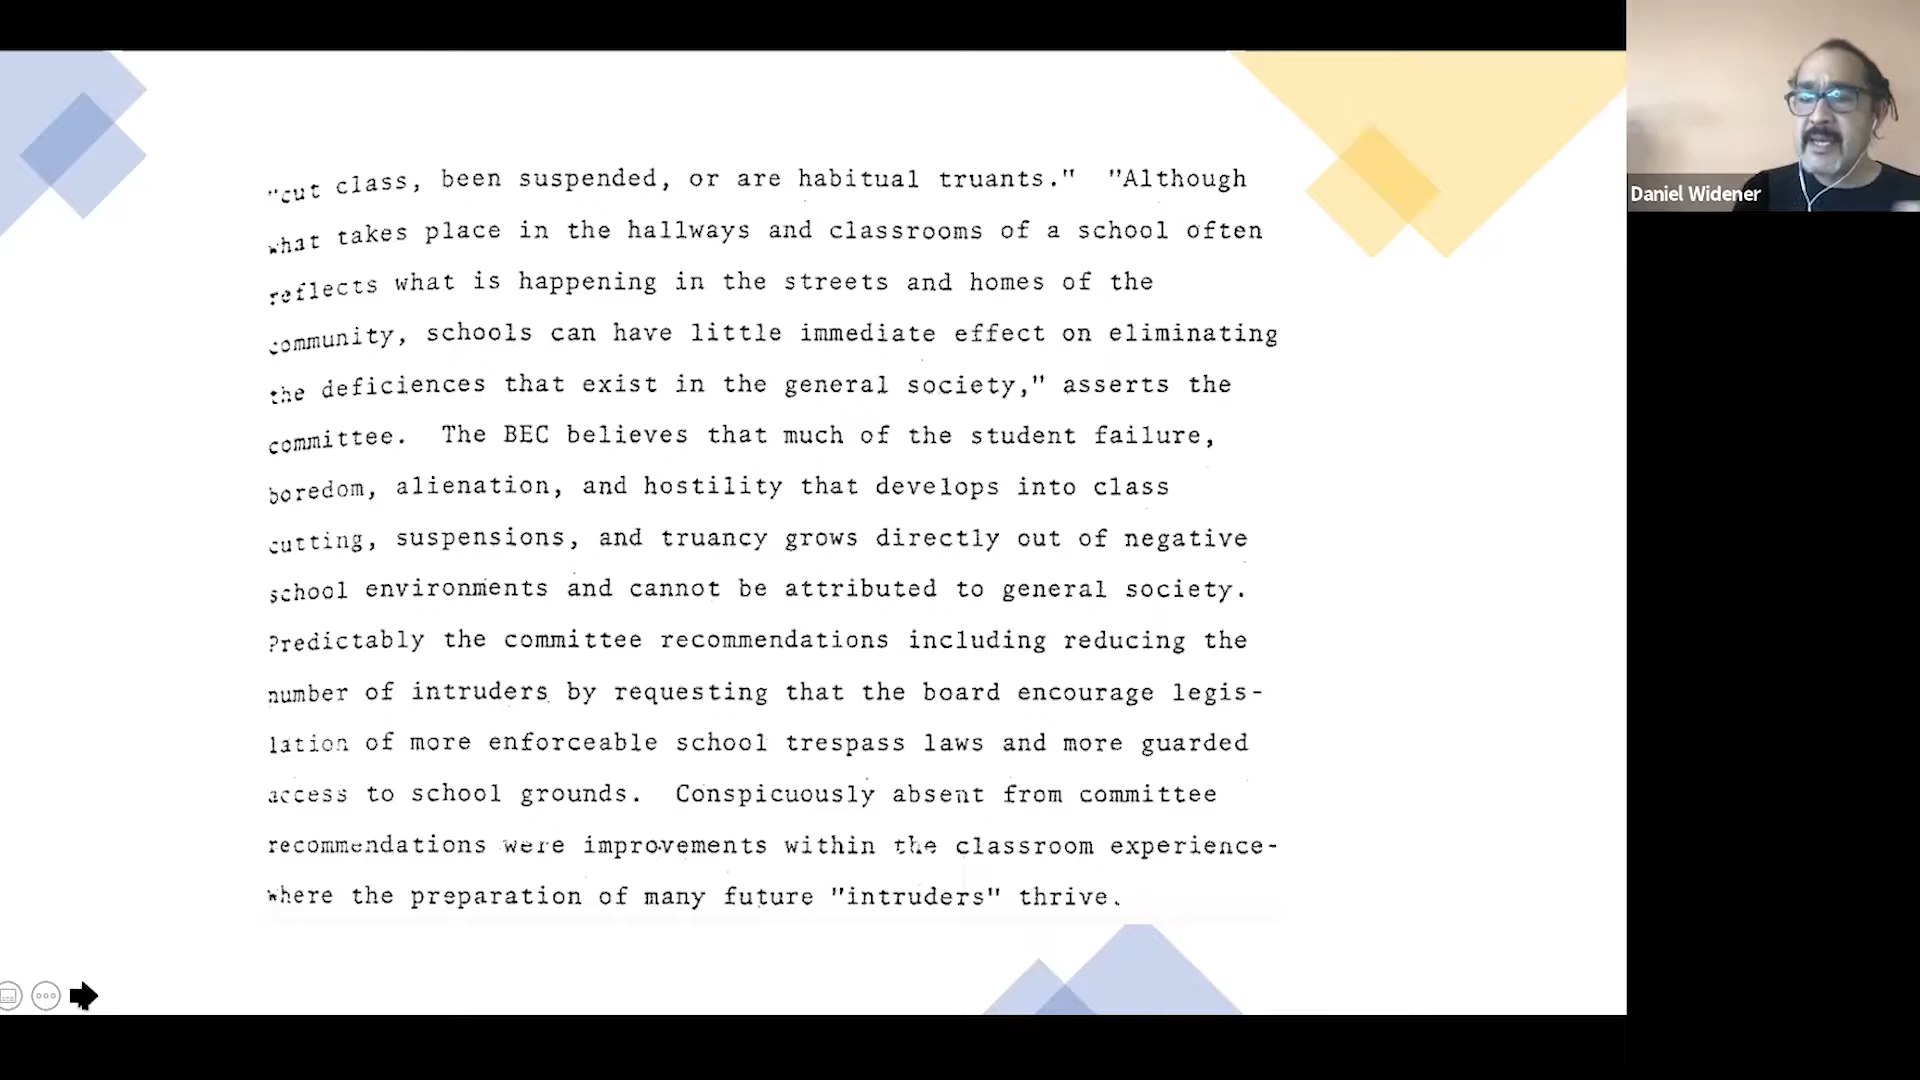 "cut class, been suspended, or are habitual truants." "Although
what takes place in the hallways and classrooms of a school often
reflects what is happening in the streets and homes of the
community, schools can have little immediate effect on eliminating
the deficiences that exist in the general society," asserts the
committee. The BEC believes that much of the student failure,
boredom, alienation, and hostility that develops into class
cutting, suspensions, and truancy grows directly out of negative
school environments and cannot be attributed to general society.
Predictably the committee recommendations including reducing the
number of intruders by requesting that the board encourage legis-
lation of more enforceable school trespass laws and more guarded
access to school grounds. Conspicuously absent from committee
recommendations were improvements within the classroom experience-
where the preparation of many future "intruders" thrive.
Daniel Widener